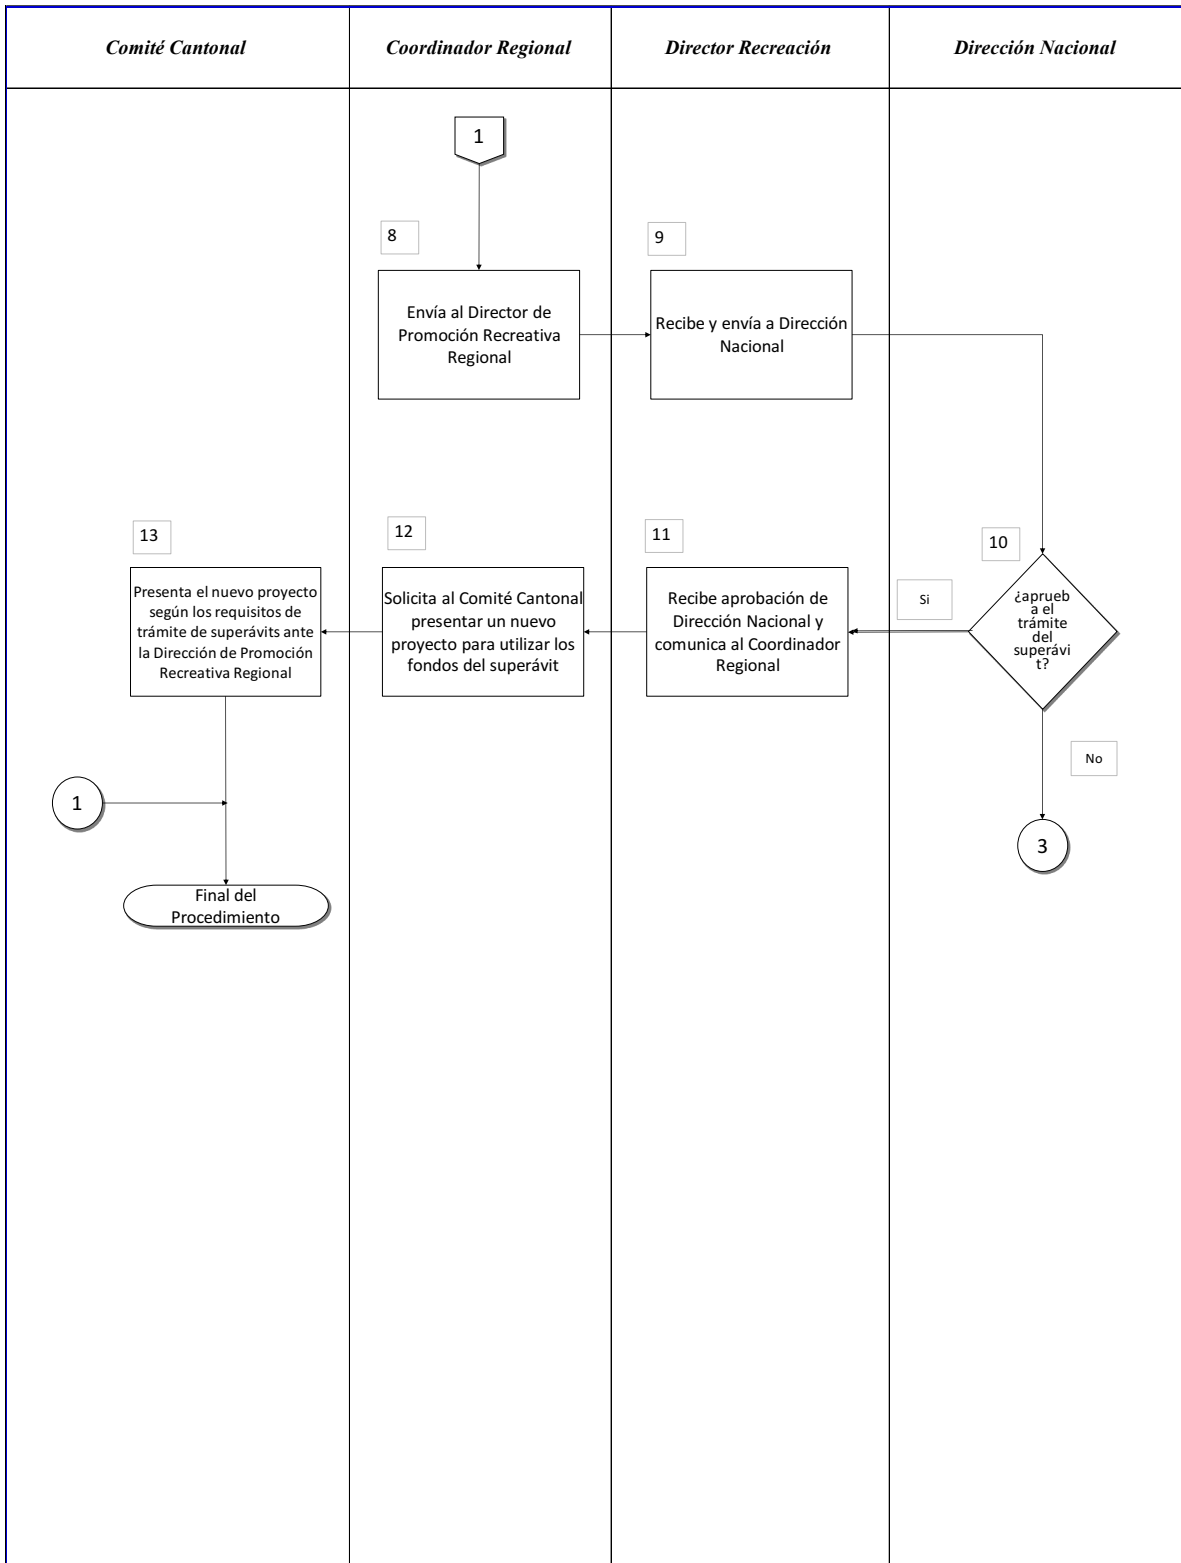 Comité Cantonal
Coordinador Regional
Director Recreación
Dirección Nacional
1
8
9
Envía al Director de
Promoción Recreativa
Regional
Recibe y envía a Dirección
Nacional
13
12
11
10
Presenta el nuevo proyecto
según los requisitos de
trámite de superávits ante
la Dirección de Promoción
Recreativa Regional
Solicita al Comité Cantonal
presentar un nuevo
proyecto para utilizar los
fondos del superávit
Recibe aprobación de
Dirección Nacional y
comunica al Coordinador
Regional
Si
¿aprueb
a el
trámite
del
superávi
t?
No
1
3
Final del
Procedimiento